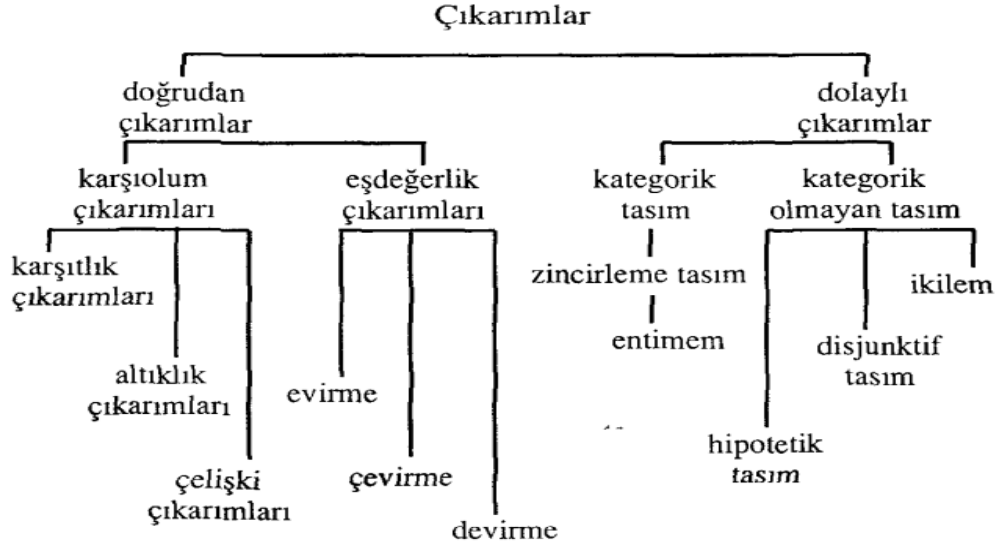 Çıkarımlar
doğrudan
çıkarımlar
dolaylı
çıkarımlar
karşıolum
çıkarımları
eşdeğerlik
çıkarımları
kategorik
tasım
kategorik
olmayan tasım
karşıtlık
çıkarımları
zincirleme tasım
ikilem
entimem
disjunktif
tasım
altıklık
çıkarımları
evirme
hipotetik
tasım
çelişki
çıkarımları
çevirme
devirme